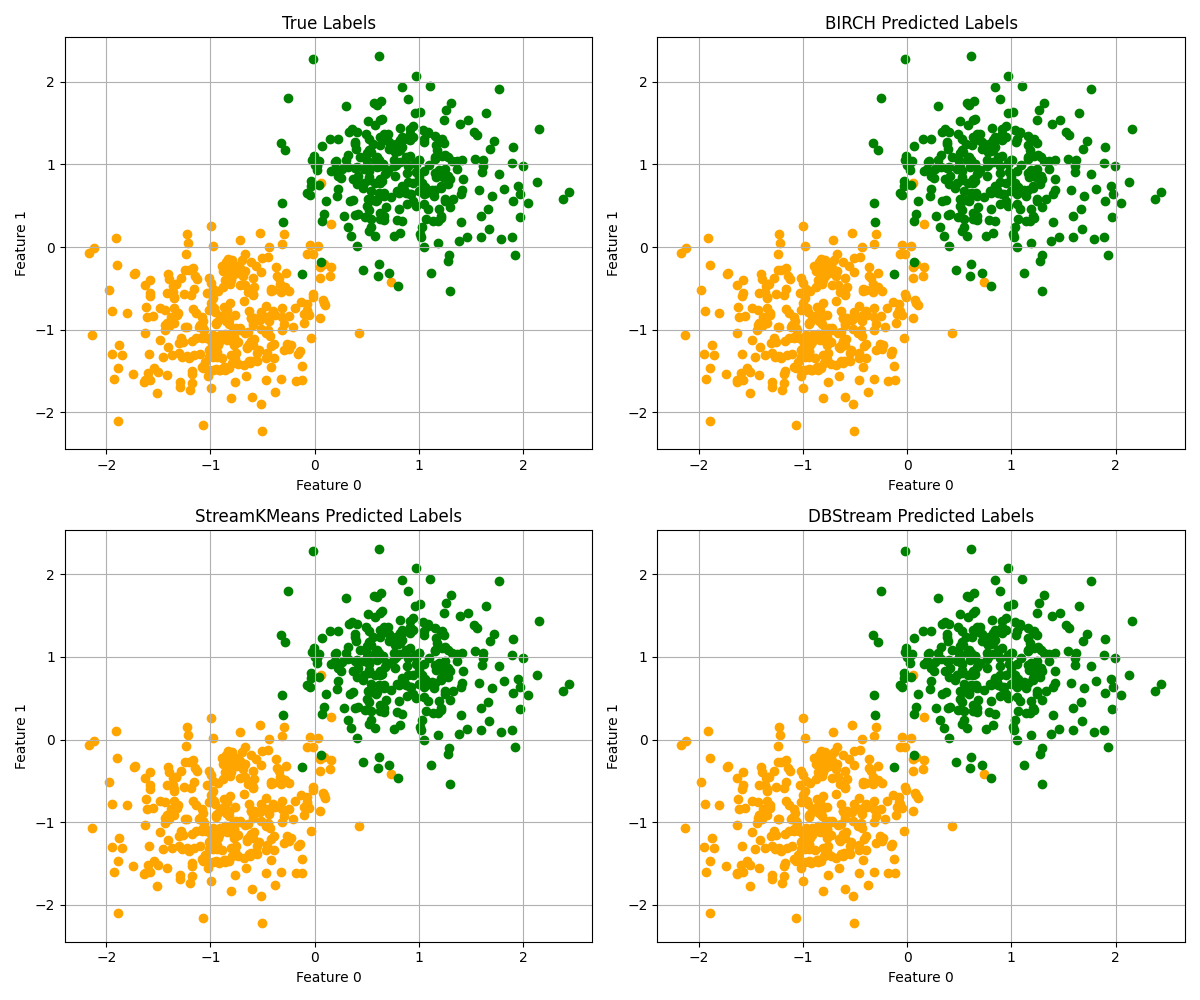 True Labels
2
1
0
−1
−2
Feature 1
−2 −1 0 1 2
Feature 0
BIRCH Predicted Labels
2
1
0
−1
−2
Feature 1
−2 −1 0 1 2
Feature 0
StreamKMeans Predicted Labels
2
1
0
−1
−2
Feature 1
−2 −1 0 1 2
Feature 0
DBStream Predicted Labels
2
1
0
−1
−2
Feature 1
−2 −1 0 1 2
Feature 0